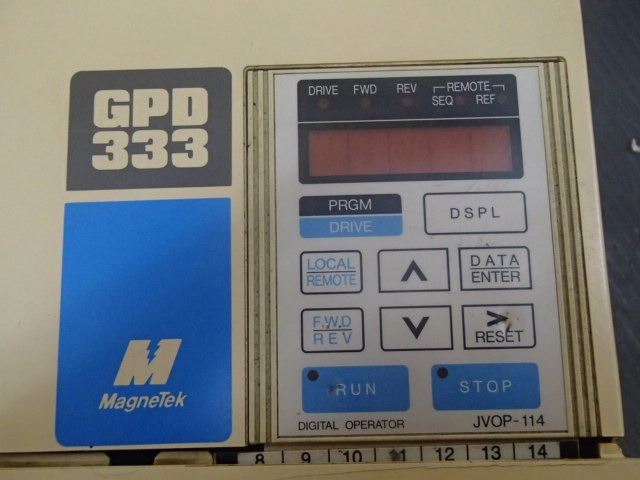 GPD
333
MagneTek
DRIVE FWD REV REMOTE
SEQ REF
PRGM
DRIVE
DSPL
LOCAL
REMOTE
∧
DATA
ENTER
FWD
REV
∨
>
RESET
RUN
STOP
DIGITAL OPERATOR JVOP-114
8 9 10 11 12 13 14